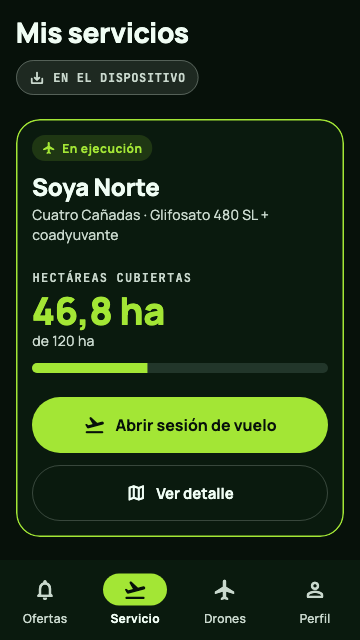 Mis servicios
EN EL DISPOSITIVO
En ejecución
Soya Norte
Cuatro Cañadas · Glifosato 480 SL +
coadyuvante
HECTÁREAS CUBIERTAS
46,8 ha
de 120 ha
Abrir sesión de vuelo
Ver detalle
Ofertas
Servicio
Drones
Perfil